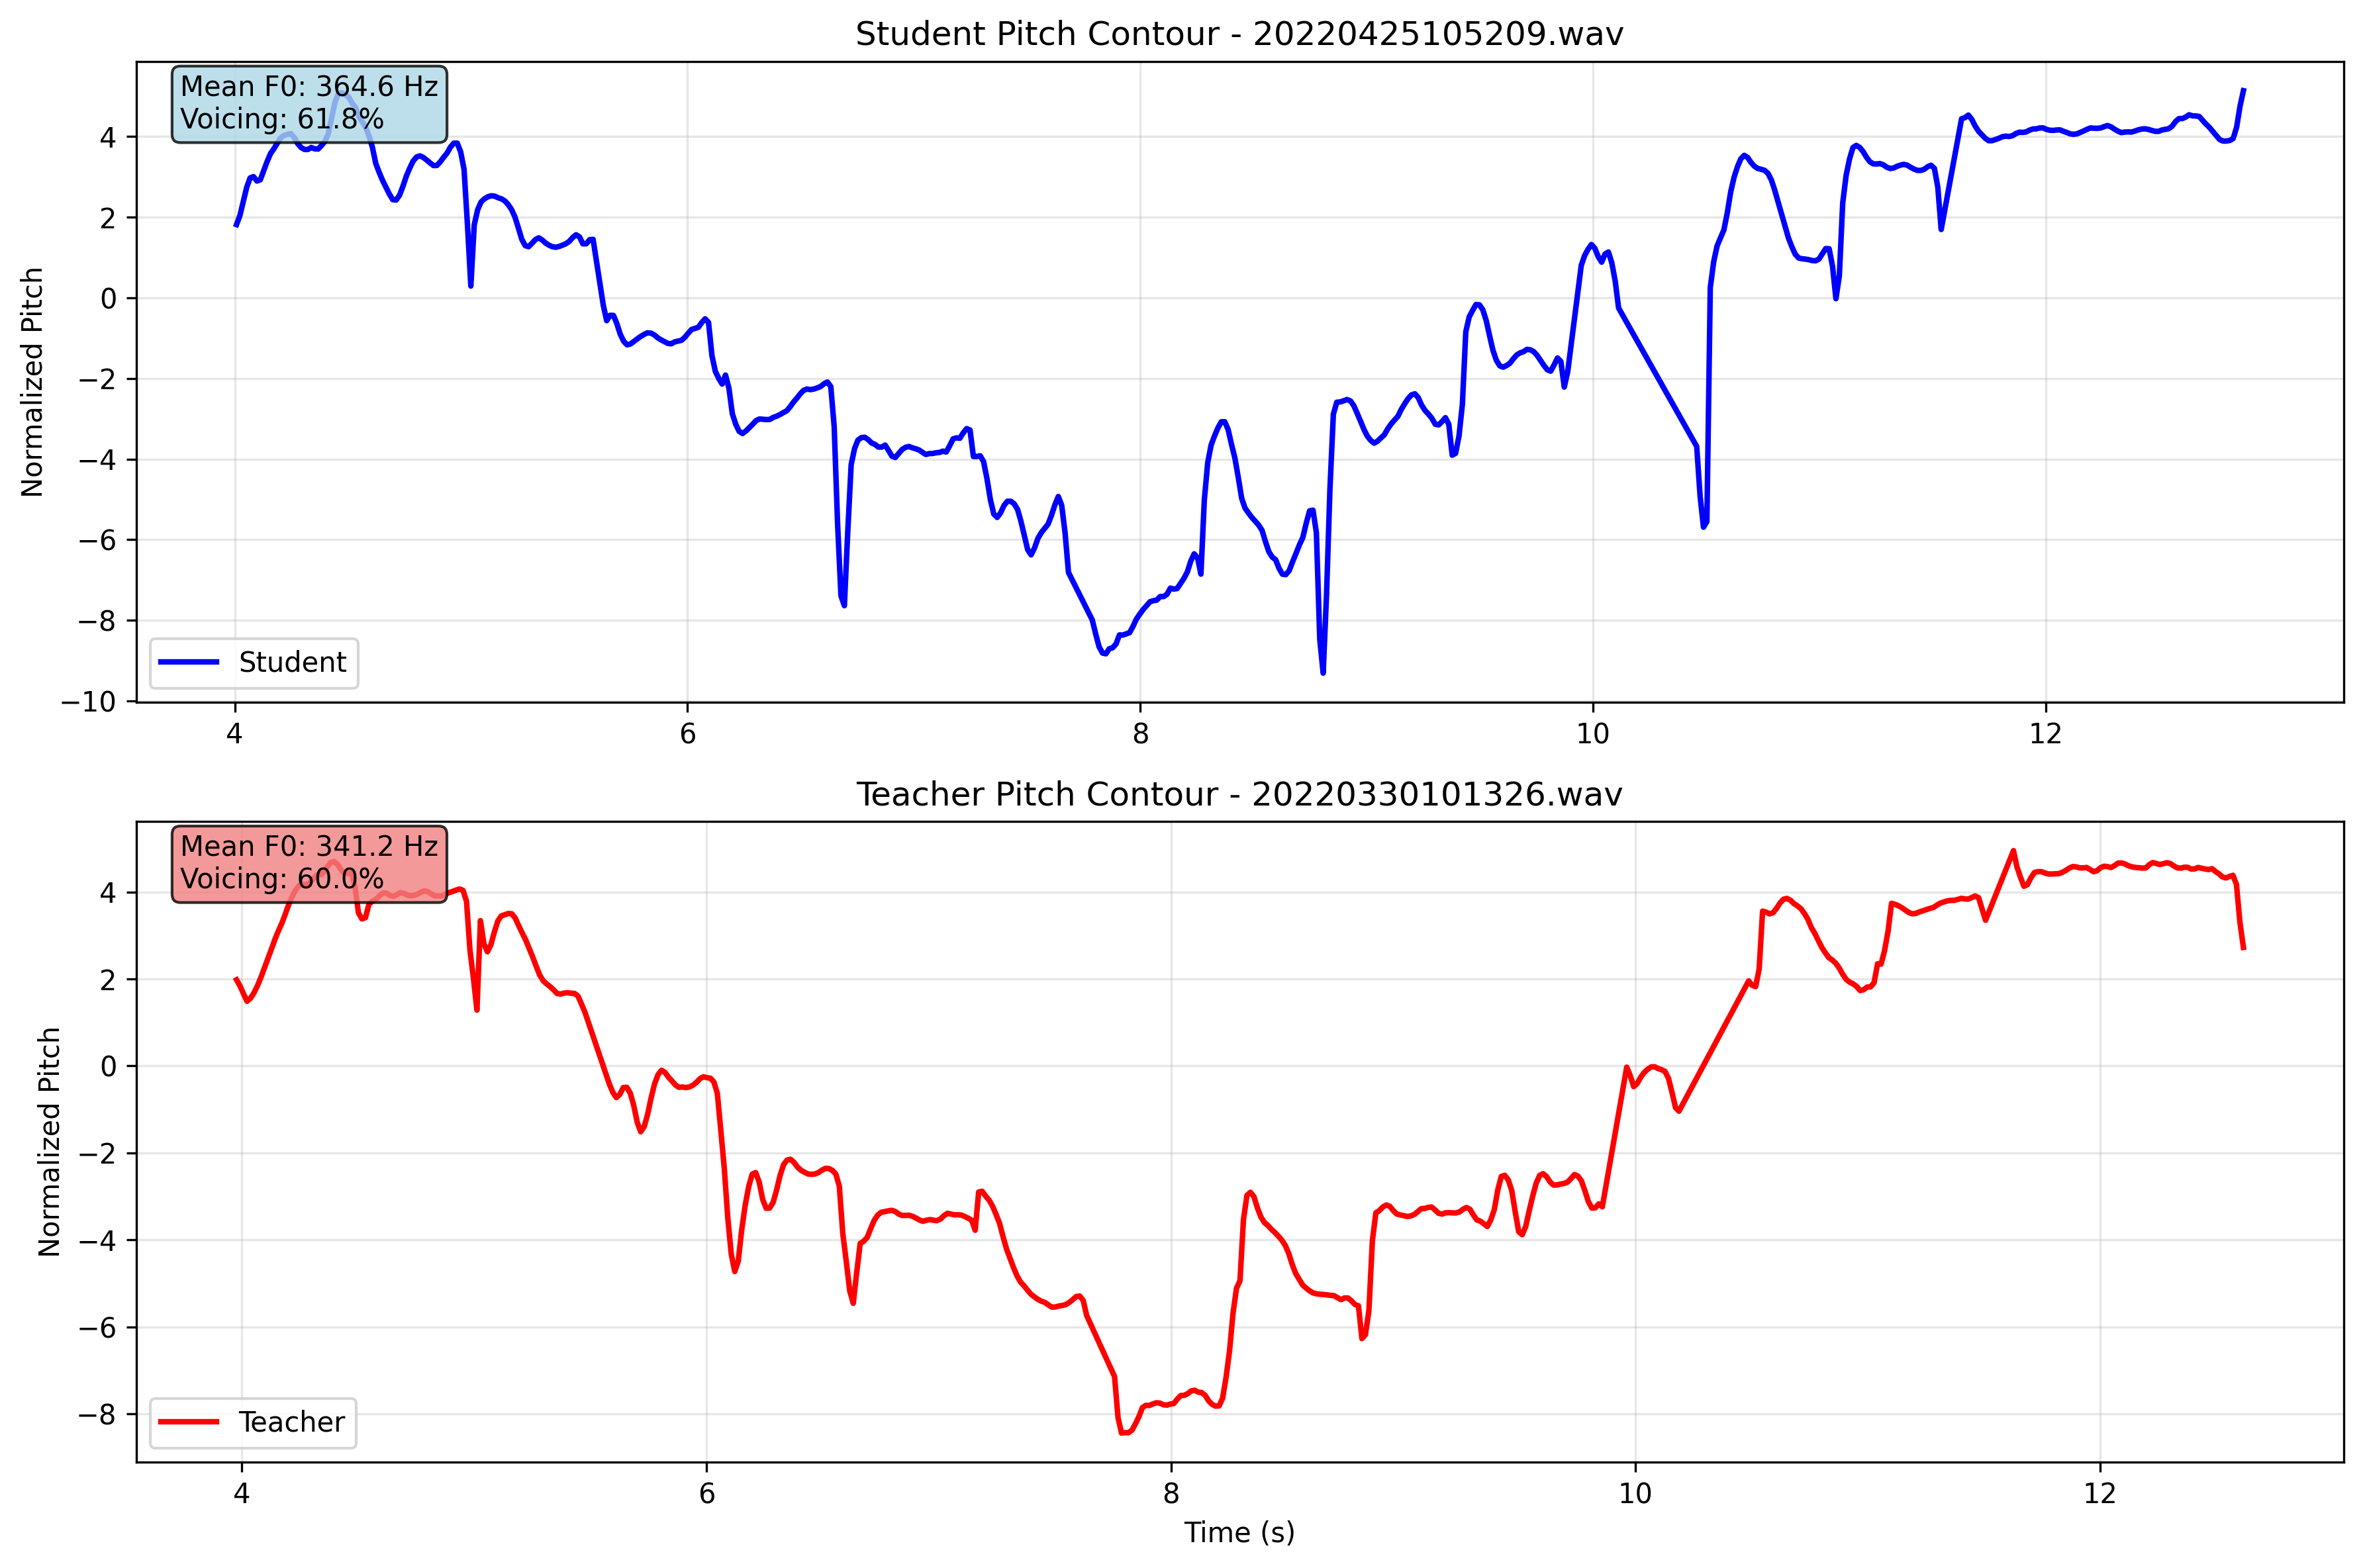 Student Pitch Contour - 20220425105209.wav
Mean F0: 364.6 Hz
Voicing: 61.8%
Normalized Pitch
4
2
0
−2
−4
−6
−8
−10
Student
4 6 8 10 12
Teacher Pitch Contour - 20220330101326.wav
Mean F0: 341.2 Hz
Voicing: 60.0%
Normalized Pitch
4
2
0
−2
−4
−6
−8
Teacher
4 6 8 10 12
Time (s)